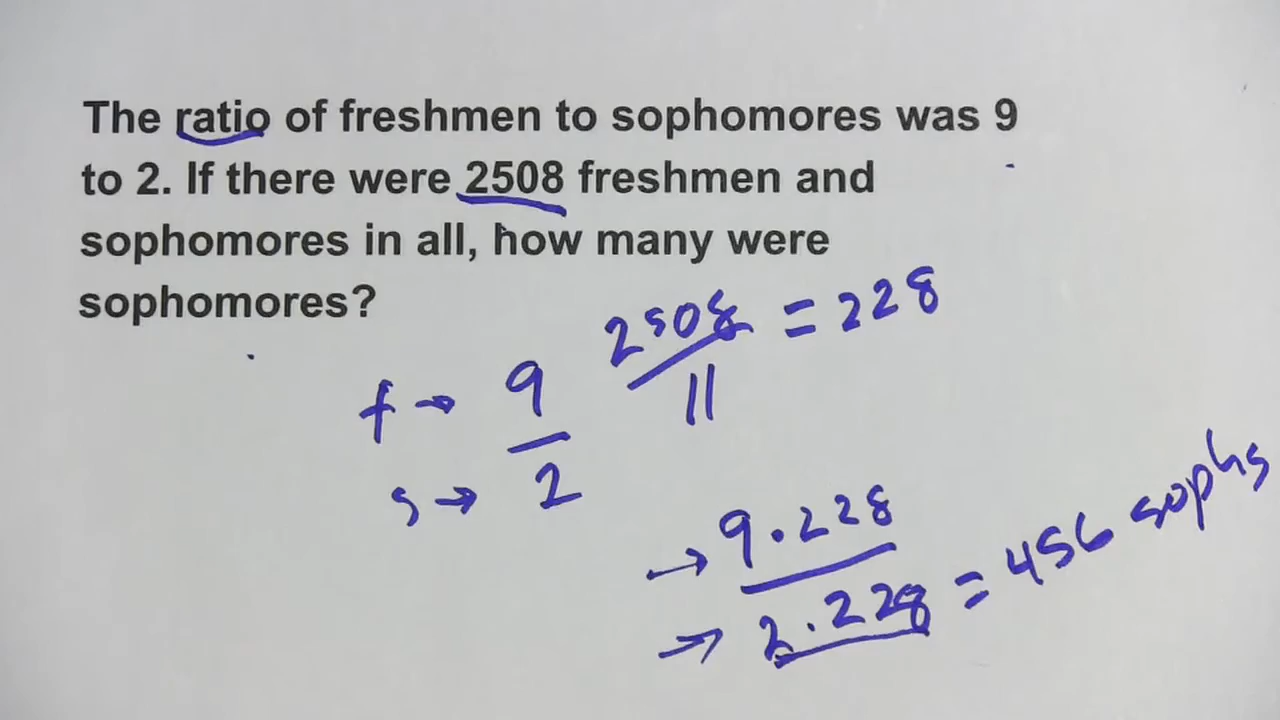 The ratio of freshmen to sophomores was 9
to 2. If there were 2508 freshmen and
sophomores in all, how many were
sophomores?
2508/11 = 228
f → 9
s → 2
→ 9.228
→ 2.228 = 456 sophs